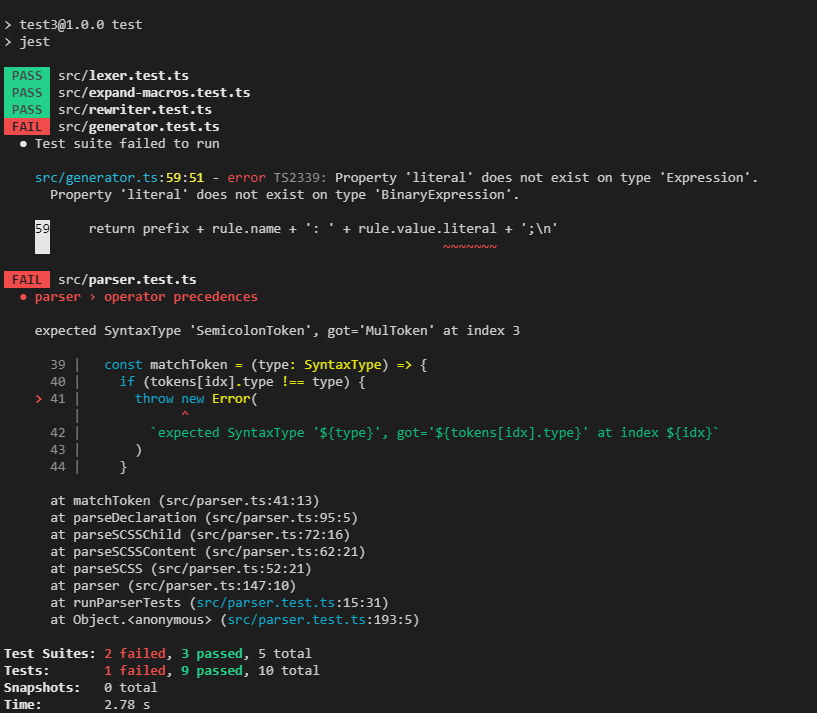 > test3@1.0.0 test
> jest
PASS src/lexer.test.ts
PASS src/expand-macros.test.ts
PASS src/rewriter.test.ts
FAIL src/generator.test.ts
● Test suite failed to run
src/generator.ts:59:51 - error TS2339: Property 'literal' does not exist on type 'Expression'.
Property 'literal' does not exist on type 'BinaryExpression'.
59 return prefix + rule.name + ': ' + rule.value.literal + ';\n'
~~~~~~~
FAIL src/parser.test.ts
● parser › operator precedences
expected SyntaxType 'SemicolonToken', got='MulToken' at index 3
39 | const matchToken = (type: SyntaxType) => {
40 | if (tokens[idx].type !== type) {
> 41 | throw new Error(
| ^
42 | `expected SyntaxType '${type}', got='${tokens[idx].type}' at index ${idx}`
43 | )
44 | }
at matchToken (src/parser.ts:41:13)
at parseDeclaration (src/parser.ts:95:5)
at parseSCSSChild (src/parser.ts:72:16)
at parseSCSSContent (src/parser.ts:62:21)
at parseSCSS (src/parser.ts:52:21)
at parser (src/parser.ts:147:10)
at runParserTests (src/parser.test.ts:15:31)
at Object.<anonymous> (src/parser.test.ts:193:5)
Test Suites: 2 failed, 3 passed, 5 total
Tests: 1 failed, 9 passed, 10 total
Snapshots: 0 total
Time: 2.78 s